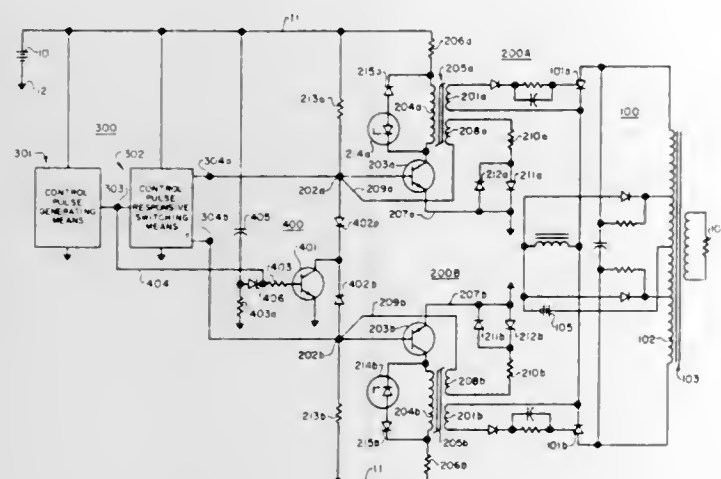 11
206a
200A
10
215a
205a
101a
12
204a
201a
100
213a
208a
300
214a
210a
301
302
304a
203a
303
212a
211a
CONTROL
PULSE
GENERATING
MEANS
CONTROL
PULSE
RESPONSIVE
SWITCHING
MEANS
202a
209a
304b
405
207a
400
402a
401
403
200B
404
406
402b
209b
207b
105
403a
203b
211b
212b
102
202b
214b
208b
210b
103
213b
204b
201b
215b
205b
101b
11
206b